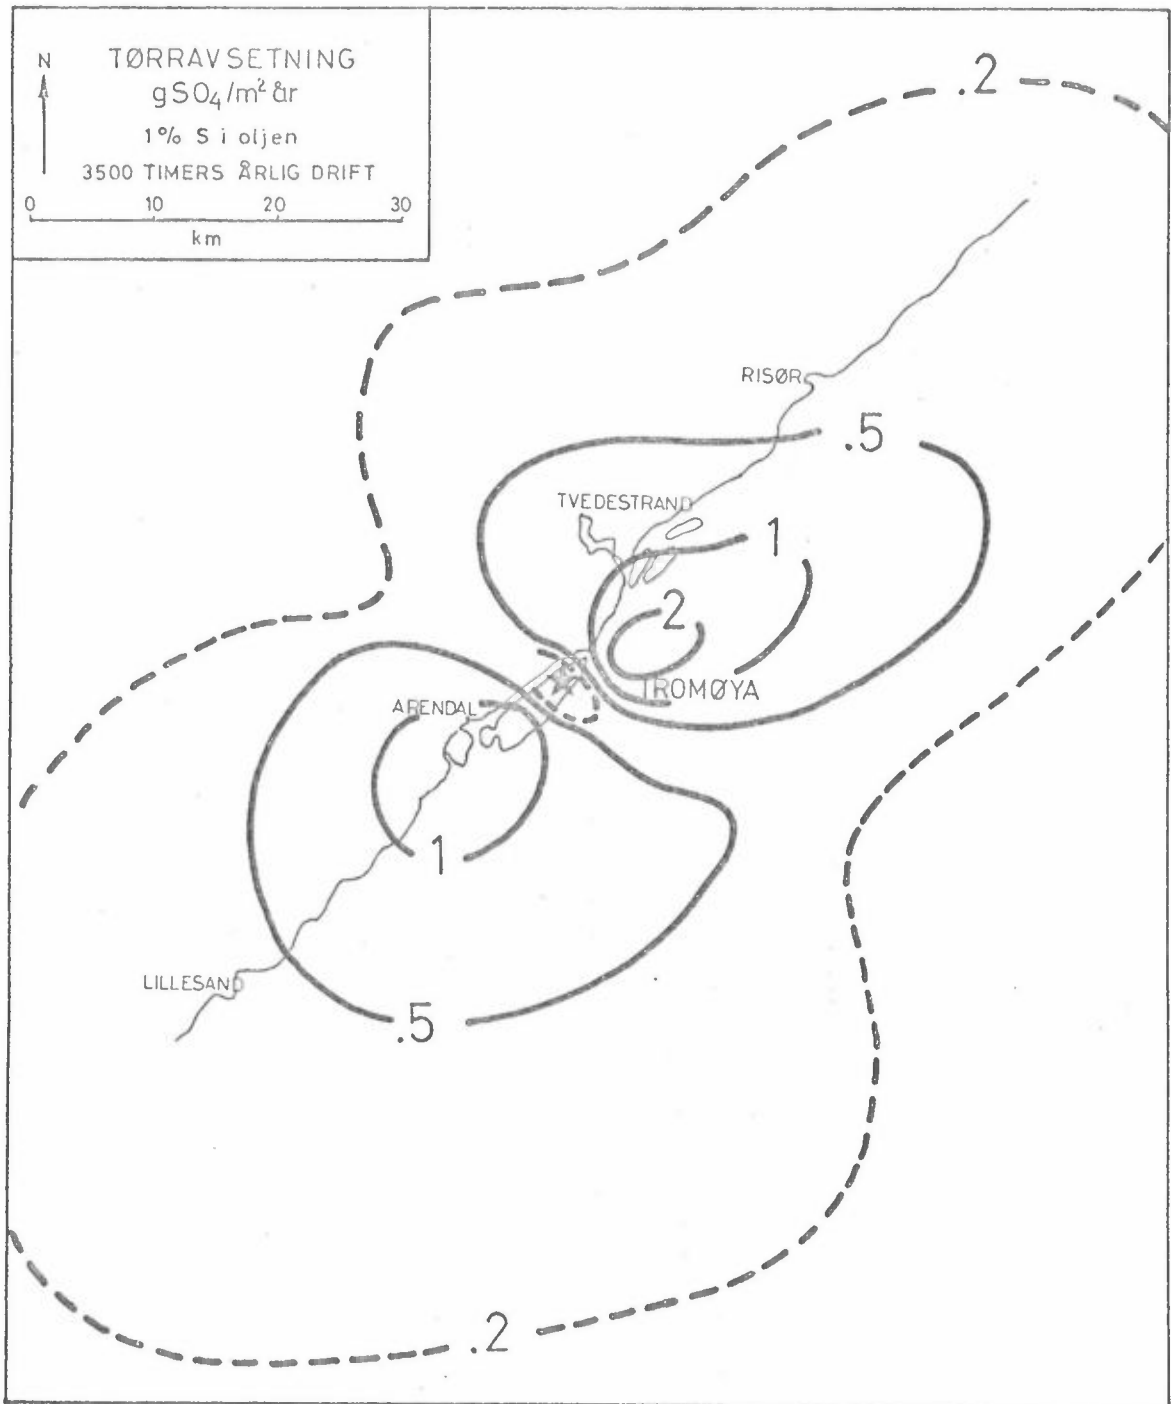 N
TØRRAVSETNING
gSO₄/m² år
1% S i oljen
3500 TIMERS ÅRLIG DRIFT
0 10 20 30
km
.2
RISØR
.5
TVEDESTRAND
1
2
TROMØYA
ARENDAL
1
LILLESAND
.5
.2